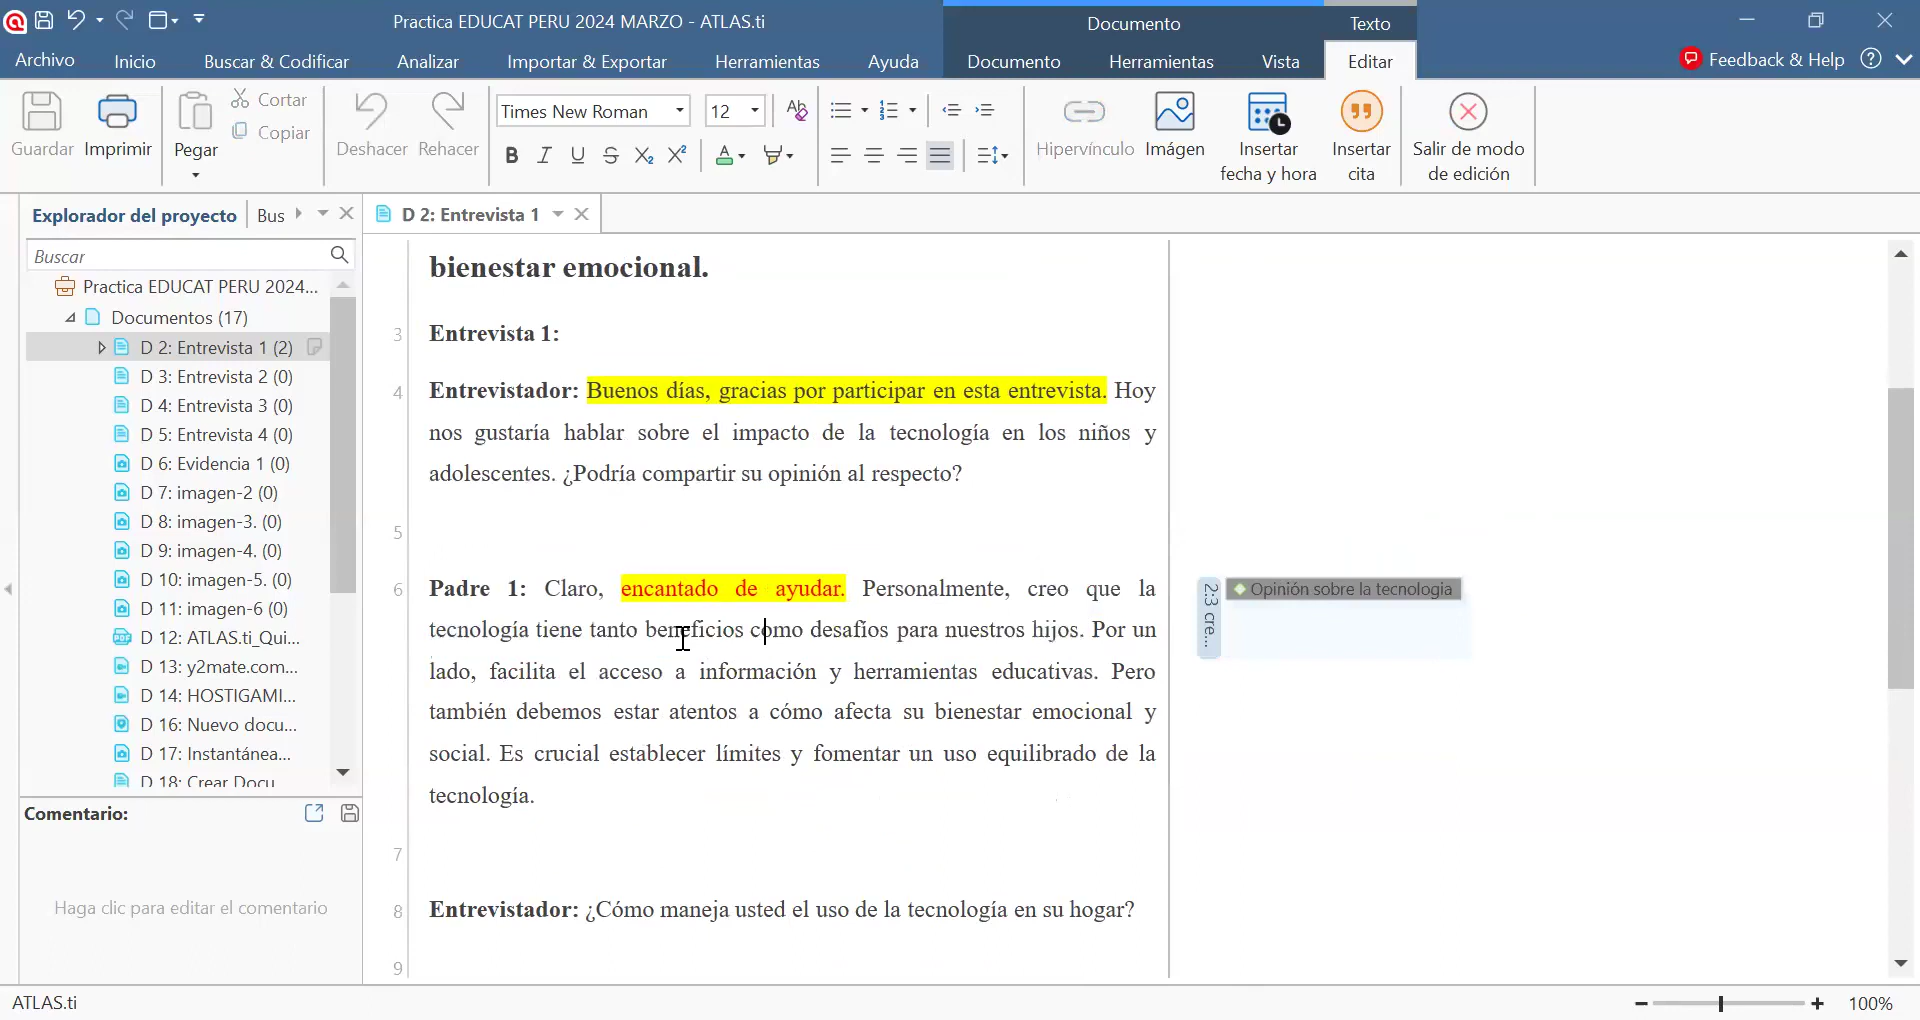 Practica EDUCAT PERU 2024 MARZO - ATLAS.ti
Documento
Texto
Archivo
Inicio
Buscar & Codificar
Analizar
Importar & Exportar
Herramientas
Ayuda
Documento
Herramientas
Vista
Editar
Feedback & Help
Guardar
Imprimir
Pegar
Cortar
Copiar
Deshacer
Rehacer
Times New Roman
12
Hipervínculo
Imágen
Insertar
fecha y hora
Insertar
cita
Salir de modo
de edición
Explorador del proyecto
Bus
D 2: Entrevista 1
Buscar
Practica EDUCAT PERU 2024...
Documentos (17)
D 2: Entrevista 1 (2)
D 3: Entrevista 2 (0)
D 4: Entrevista 3 (0)
D 5: Entrevista 4 (0)
D 6: Evidencia 1 (0)
D 7: imagen-2 (0)
D 8: imagen-3. (0)
D 9: imagen-4. (0)
D 10: imagen-5. (0)
D 11: imagen-6 (0)
D 12: ATLAS.ti_Qui...
D 13: y2mate.com...
D 14: HOSTIGAMI...
D 16: Nuevo docu...
D 17: Instantánea...
D 18: Crear Docu
Comentario:
Haga clic para editar el comentario
bienestar emocional.
3 Entrevista 1:
4 Entrevistador: Buenos días, gracias por participar en esta entrevista. Hoy
nos gustaría hablar sobre el impacto de la tecnología en los niños y
adolescentes. ¿Podría compartir su opinión al respecto?
5
6 Padre 1: Claro, encantado de ayudar. Personalmente, creo que la
tecnología tiene tanto beneficios como desafíos para nuestros hijos. Por un
lado, facilita el acceso a información y herramientas educativas. Pero
también debemos estar atentos a cómo afecta su bienestar emocional y
social. Es crucial establecer límites y fomentar un uso equilibrado de la
tecnología.
7
8 Entrevistador: ¿Cómo maneja usted el uso de la tecnología en su hogar?
9
2:3 cre...
Opinión sobre la tecnologia
ATLAS.ti
100%